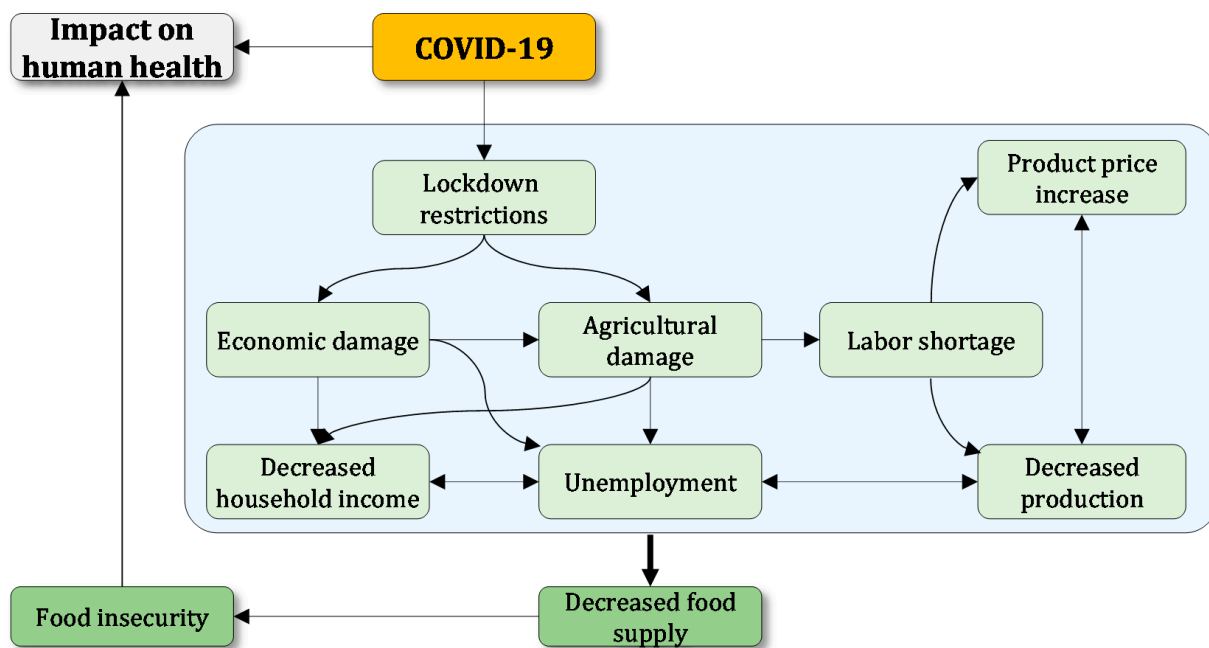 Impact on
human health
COVID-19
Lockdown
restrictions
Product price
increase
Economic damage
Agricultural
damage
Labor shortage
Decreased
household income
Unemployment
Decreased
production
Food insecurity
Decreased food
supply